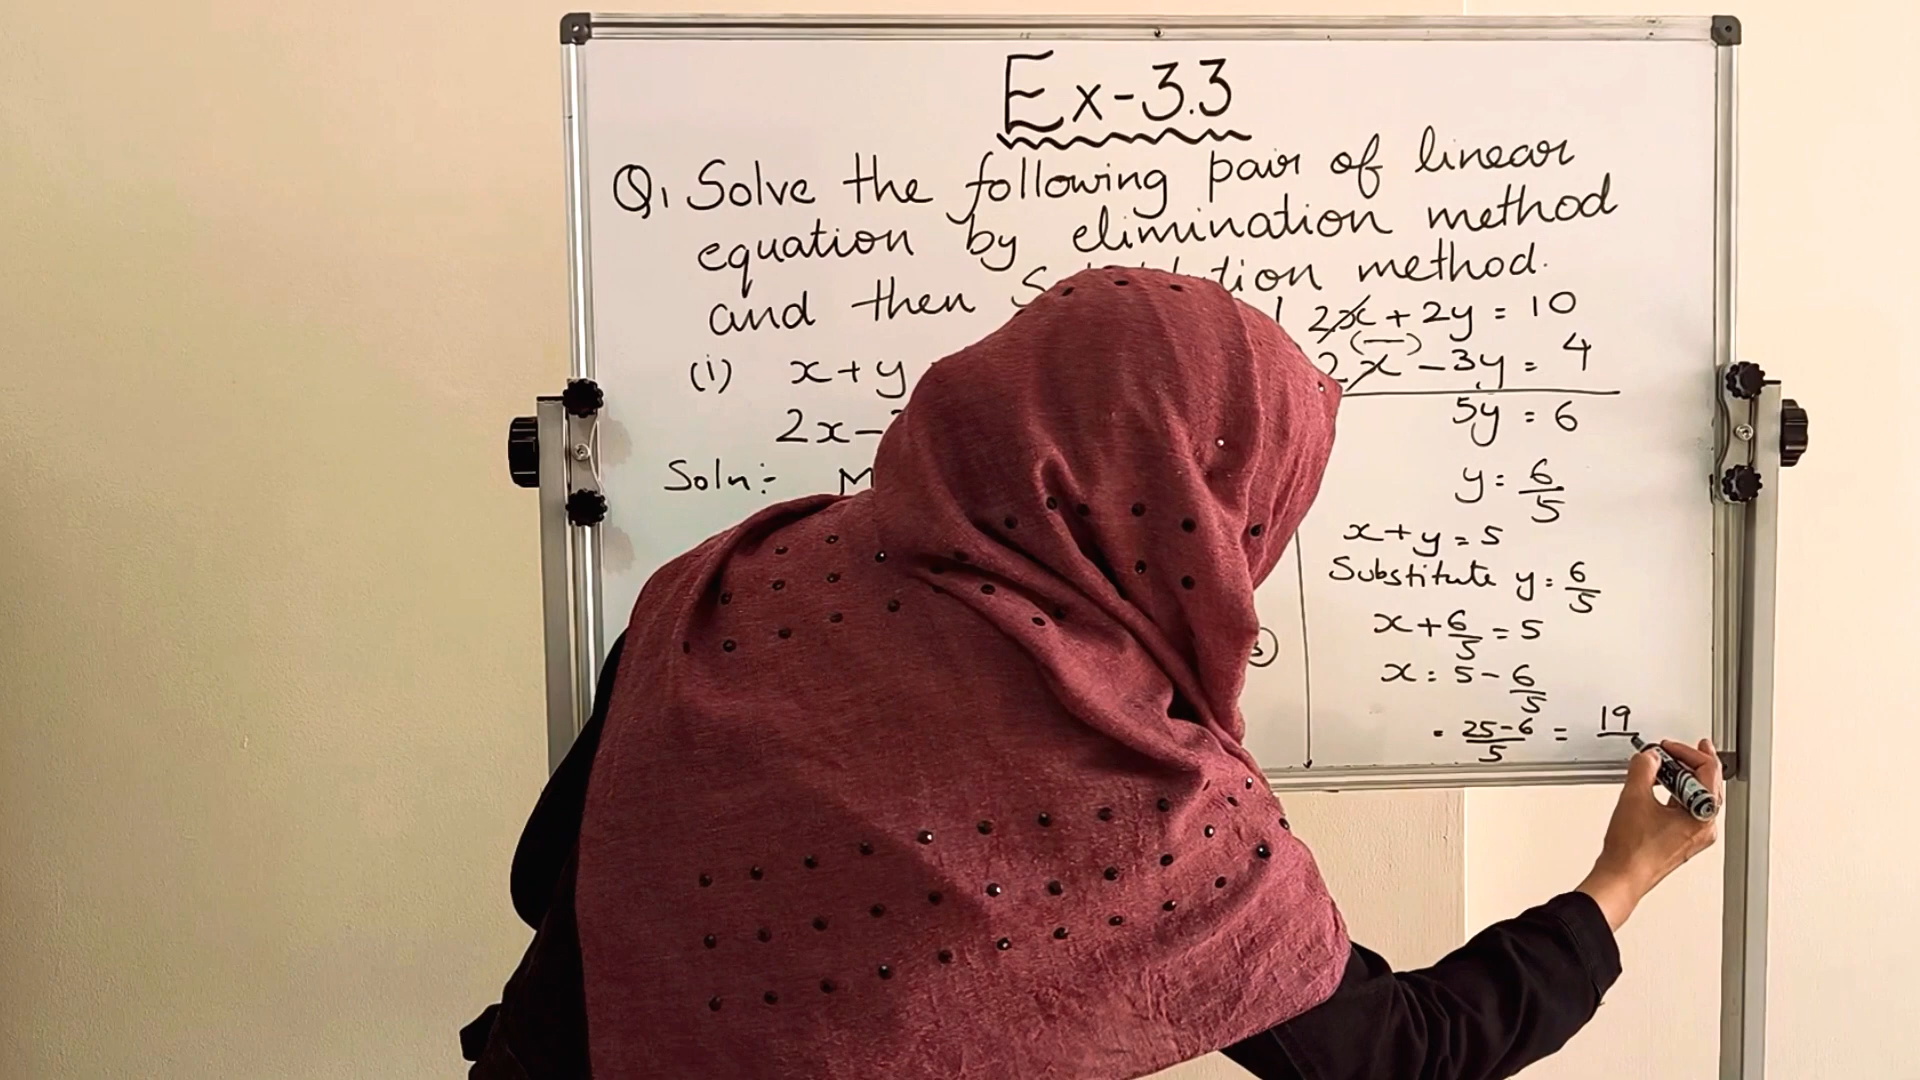 Ex-3.3
Q1 Solve the following pair of linear
equation by elimination method
and then method.
(i) x+y
2x-
Soln:-
2x + 2y = 10
(-)
2x - 3y = 4
5y = 6
y = 6/5
x+y = 5
Substitute y = 6/5
x + 6/5 = 5
x = 5 - 6/5
= 25-6/5 = 19